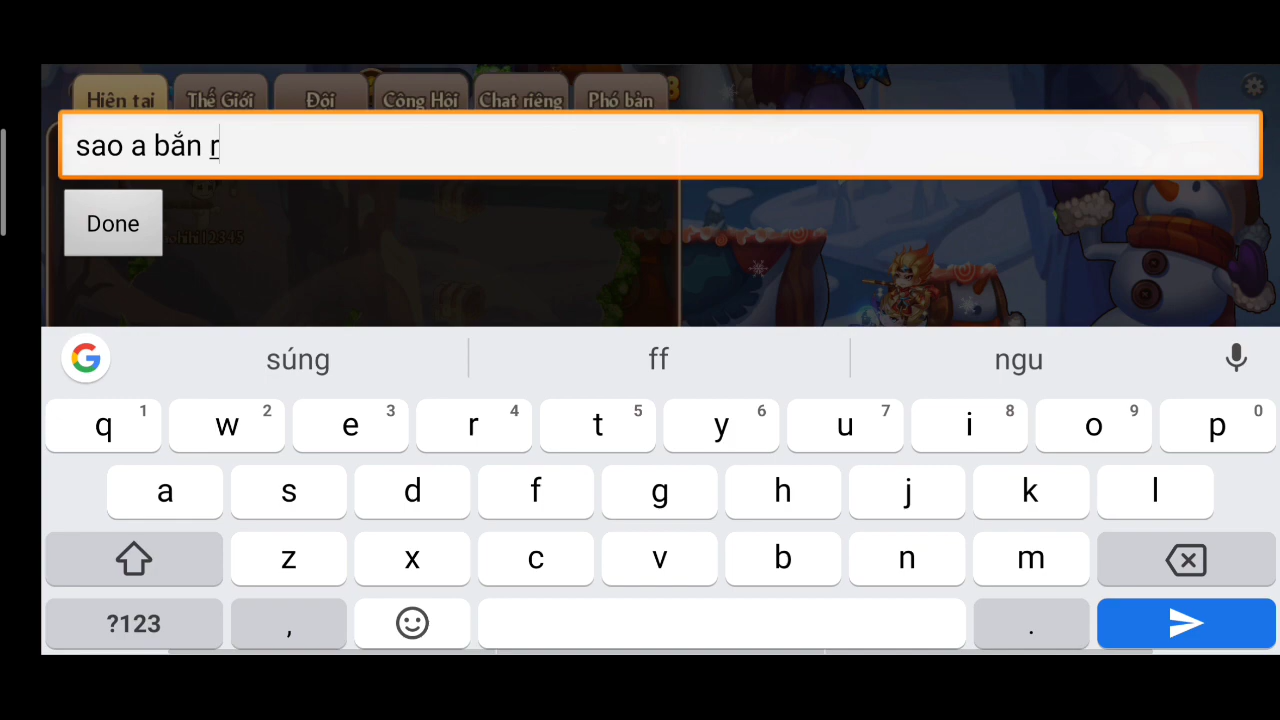 Hiện tại Thế Giới Đội Công Hội Chat riêng Phó bản
sao a bắn r
Done
súng ff ngu
q 1 w 2 e 3 r 4 t 5 y 6 u 7 i 8 o 9 p 0
a s d f g h j k l
z x c v b n m
?123 , .